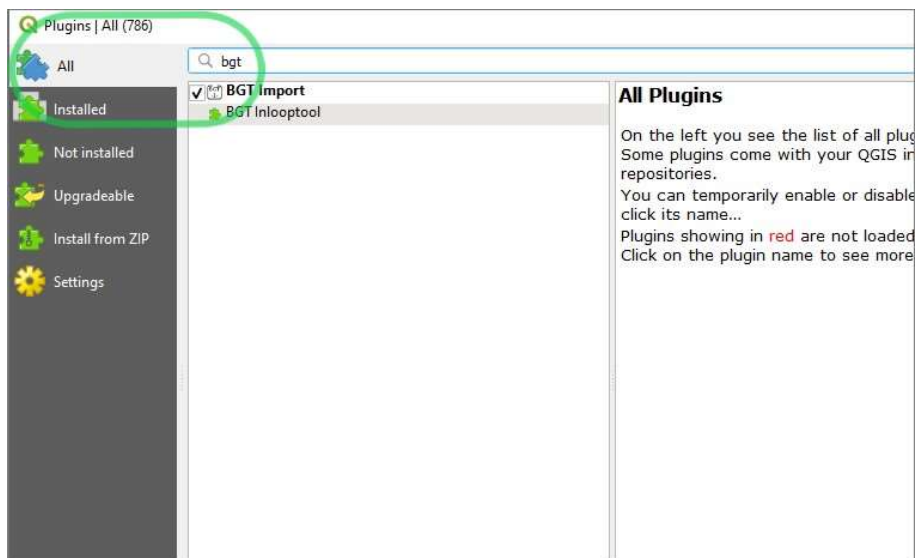 Plugins | All (786)
All
Installed
Not installed
Upgradeable
Install from ZIP
Settings
bgt
BGT Import
BGT Inlooptool
All Plugins
On the left you see the list of all plug
Some plugins come with your QGIS in
repositories.
You can temporarily enable or disable
click its name...
Plugins showing in red are not loaded
Click on the plugin name to see more